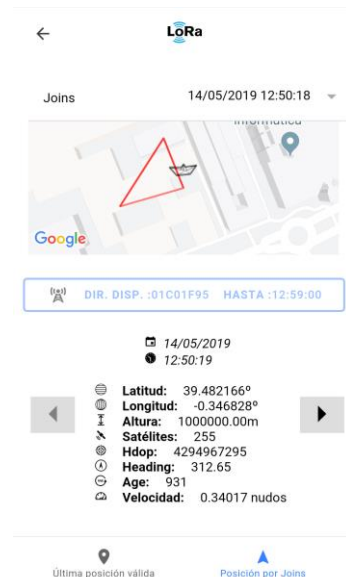 LoRa
Joins 14/05/2019 12:50:18
Informática
Google
DIR. DISP. :01C01F95 HASTA :12:59:00
14/05/2019
12:50:19
Latitud: 39.482166º
Longitud: -0.346828º
Altura: 1000000.00m
Satélites: 255
Hdop: 4294967295
Heading: 312.65
Age: 931
Velocidad: 0.34017 nudos
Última posición válida Posición por Joins